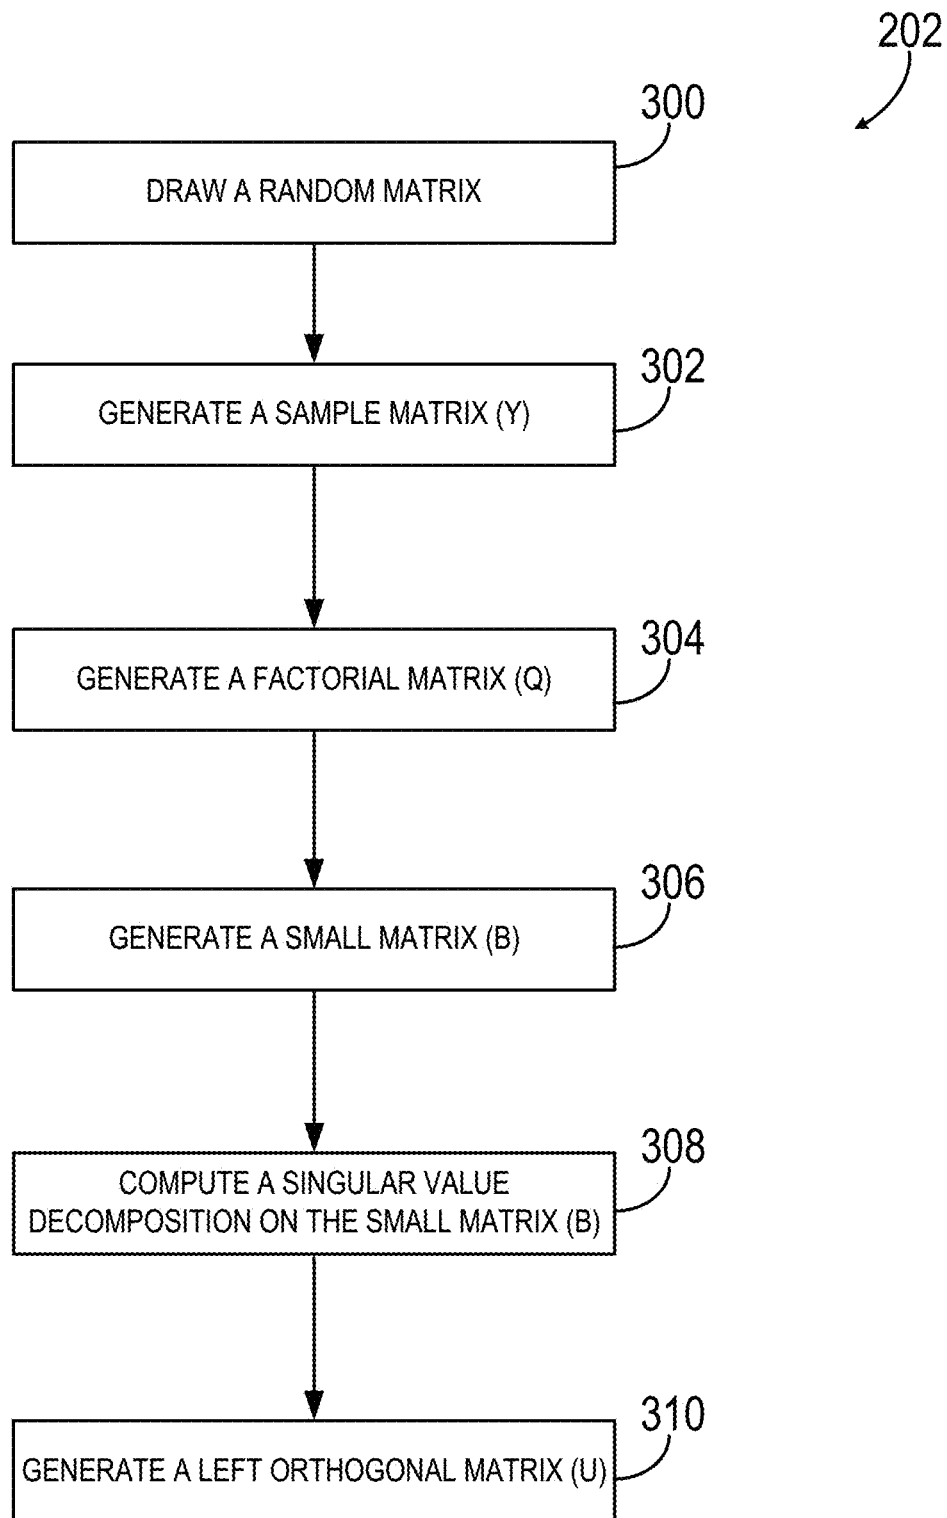 202
300
DRAW A RANDOM MATRIX
302
GENERATE A SAMPLE MATRIX (Y)
304
GENERATE A FACTORIAL MATRIX (Q)
306
GENERATE A SMALL MATRIX (B)
308
COMPUTE A SINGULAR VALUE
DECOMPOSITION ON THE SMALL MATRIX (B)
310
GENERATE A LEFT ORTHOGONAL MATRIX (U)